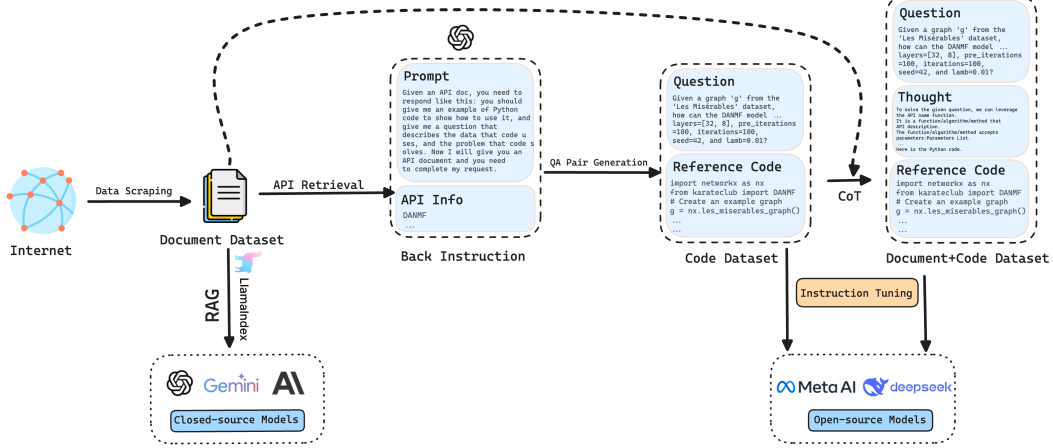 Internet
Data Scraping
Document Dataset
API Retrieval
RAG
LlamaIndex
Gemini
AI
Closed-source Models
Prompt
Given an API doc, you need to
respond like this: you should
give me an example of Python
code to show how to use it, and
give me a question that
describes the data that code u
ses, and the problem that code s
olves. Now I will give you an
API document and you need
to complete my request.
API Info
DANMF
...
Back Instruction
QA Pair Generation
Question
Given a graph 'g' from the
'Les Misérables' dataset,
how can the DANMF model ...
layers=[32, 8], pre_iterations
=100, iterations=100,
seed=42, and lamb=0.01?
Reference Code
import networkx as nx
from karateclub import DANMF
# Create an example graph
g = nx.les_miserables_graph()
...
...
Code Dataset
CoT
Question
Given a graph 'g' from the
'Les Misérables' dataset,
how can the DANMF model ...
layers=[32, 8], pre_iterations
=100, iterations=100,
seed=42, and lamb=0.01?
Thought
To solve the given question, we can leverage
the API name function.
It is a function/algorithm/method that
API description.
The function/algorithm/method accepts
parameters:Parameters List.
...
Here is the Python code.
Reference Code
import networkx as nx
from karateclub import DANMF
# Create an example graph
g = nx.les_miserables_graph()
...
...
Document+Code Dataset
Instruction Tuning
Meta AI
deepseek
Open-source Models